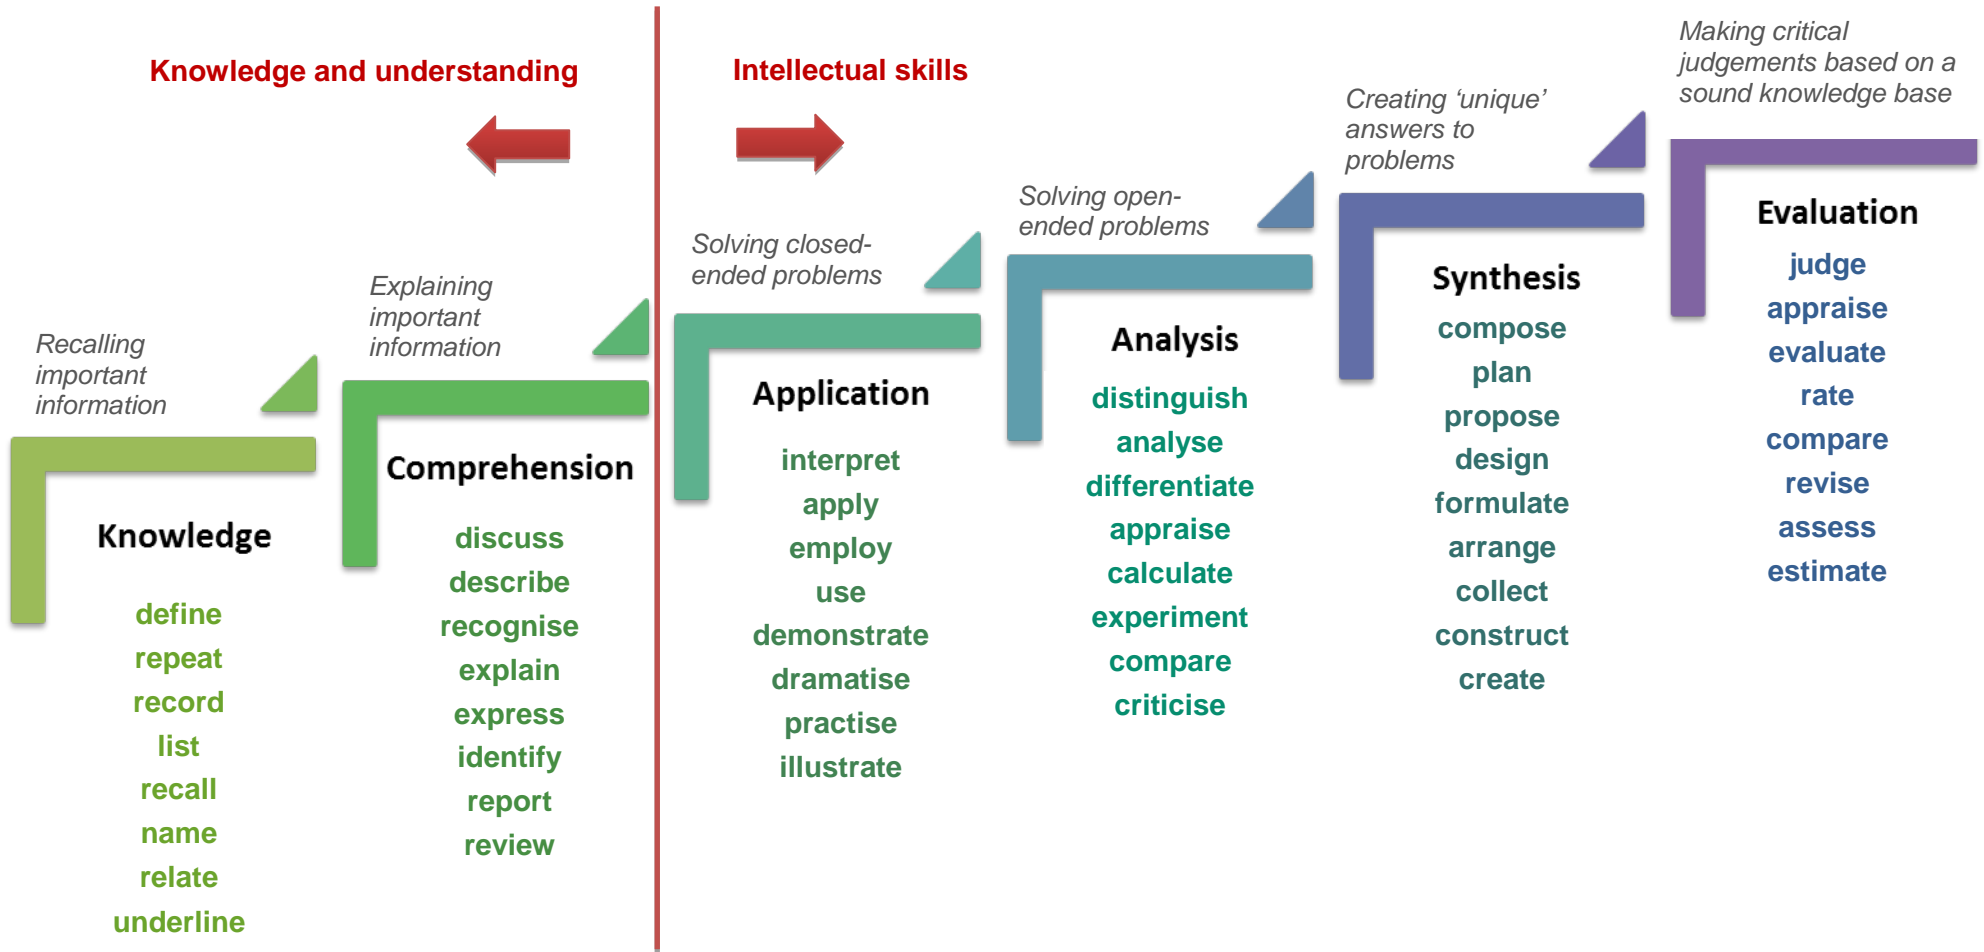 Knowledge and understanding
Intellectual skills
Recalling
important
information
Knowledge
define
repeat
record
list
recall
name
relate
underline
Explaining
important
information
Comprehension
discuss
describe
recognise
explain
express
identify
report
review
Solving closed-
ended problems
Application
interpret
apply
employ
use
demonstrate
dramatise
practise
illustrate
Solving open-
ended problems
Analysis
distinguish
analyse
differentiate
appraise
calculate
experiment
compare
criticise
Creating ‘unique’
answers to
problems
Synthesis
compose
plan
propose
design
formulate
arrange
collect
construct
create
Making critical
judgements based on a
sound knowledge base
Evaluation
judge
appraise
evaluate
rate
compare
revise
assess
estimate